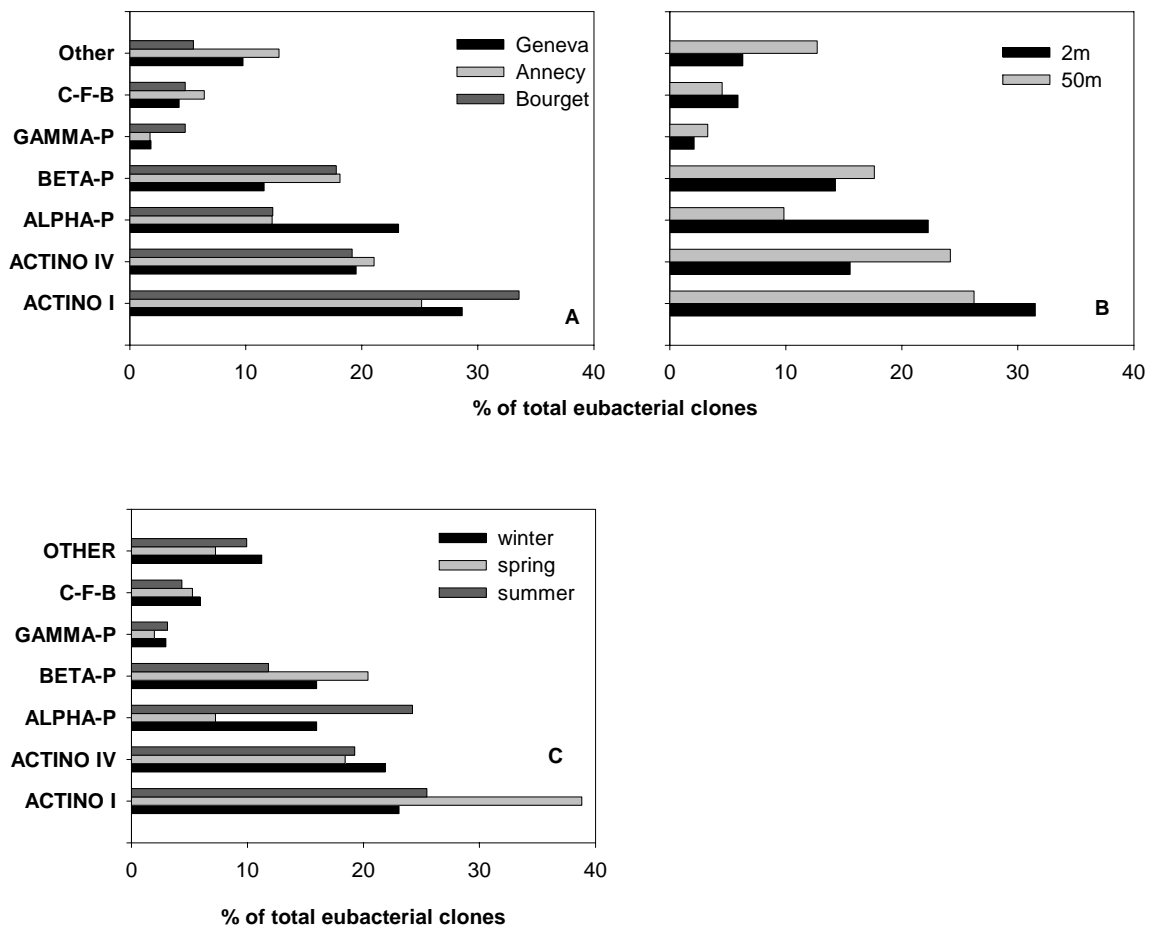 Other
C-F-B
GAMMA-P
BETA-P
ALPHA-P
ACTINO IV
ACTINO I
Geneva
Annecy
Bourget
A
0 10 20 30 40
2m
50m
B
0 10 20 30 40
% of total eubacterial clones
OTHER
C-F-B
GAMMA-P
BETA-P
ALPHA-P
ACTINO IV
ACTINO I
winter
spring
summer
C
0 10 20 30 40
% of total eubacterial clones